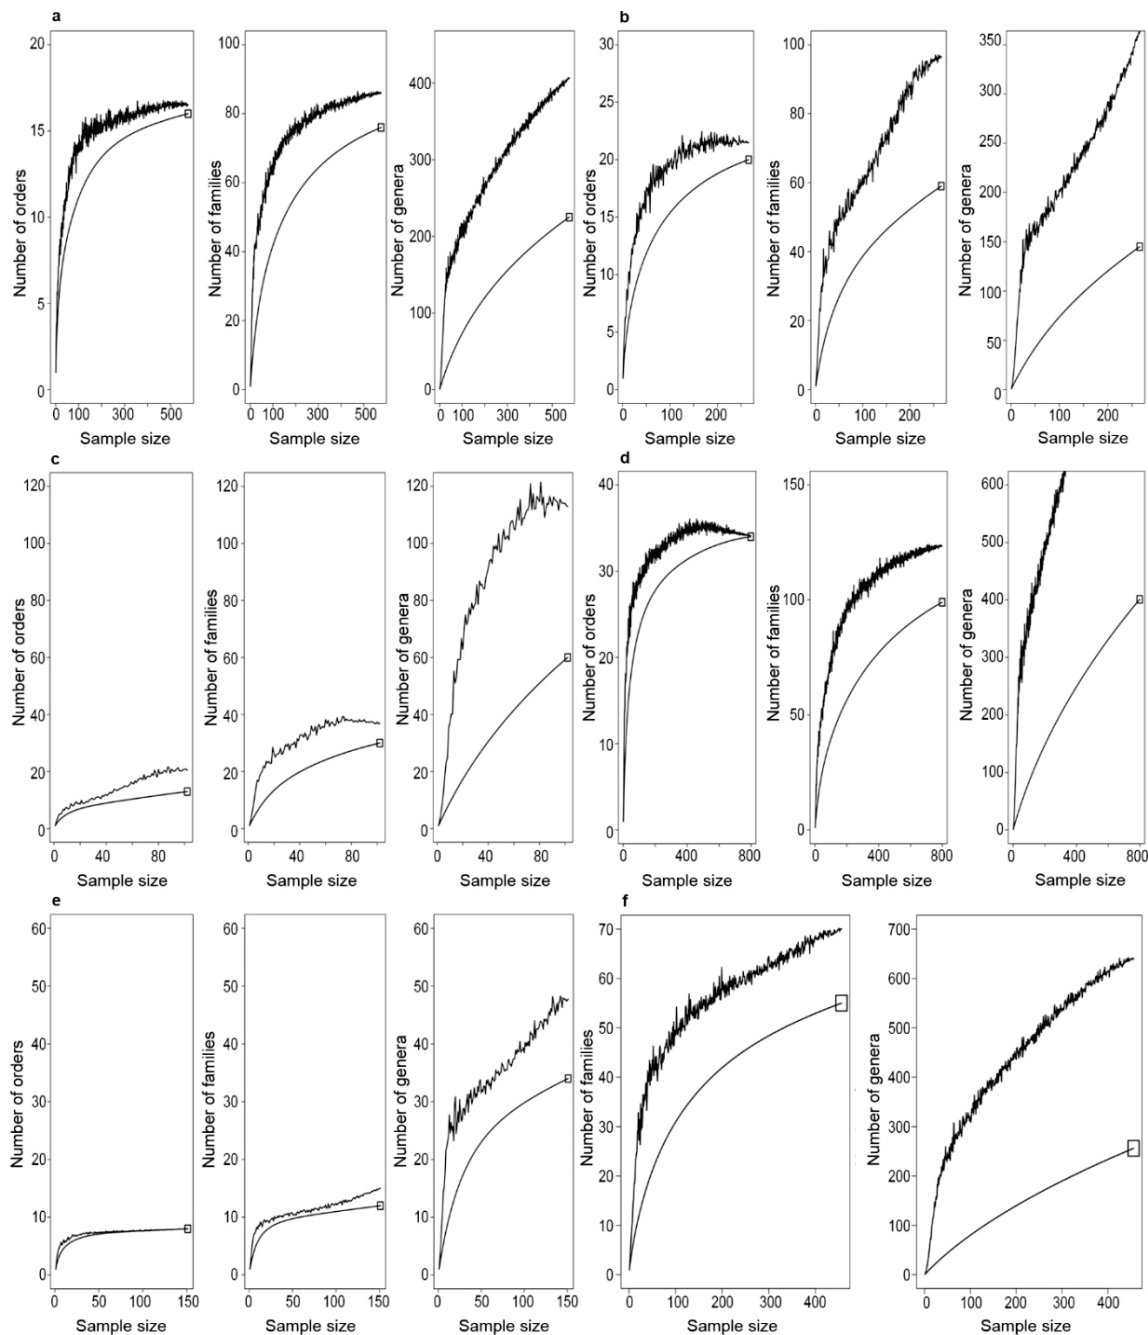 a
Number of orders
20
15
10
5
0
0 100 300 500
Sample size
Number of families
100
80
60
40
20
0
0 100 300 500
Sample size
Number of genera
400
300
200
100
0
0 100 300 500
Sample size
b
Number of orders
30
25
20
15
10
5
0
0 100 200
Sample size
Number of families
100
80
60
40
20
0
0 100 200
Sample size
Number of genera
350
300
250
200
150
100
50
0
0 100 200
Sample size
c
Number of orders
120
100
80
60
40
20
0
0 40 80
Sample size
Number of families
120
100
80
60
40
20
0
0 40 80
Sample size
Number of genera
120
100
80
60
40
20
0
0 40 80
Sample size
d
Number of orders
40
30
20
10
0
0 400 800
Sample size
Number of families
150
100
50
0
0 400 800
Sample size
Number of genera
600
500
400
300
200
100
0
0 400 800
Sample size
e
Number of orders
60
50
40
30
20
10
0
0 50 100 150
Sample size
Number of families
60
50
40
30
20
10
0
0 50 100 150
Sample size
Number of genera
60
50
40
30
20
10
0
0 50 100 150
Sample size
f
Number of families
70
60
50
40
30
20
10
0
0 100 200 300 400
Sample size
Number of genera
700
600
500
400
300
200
100
0
0 100 200 300 400
Sample size